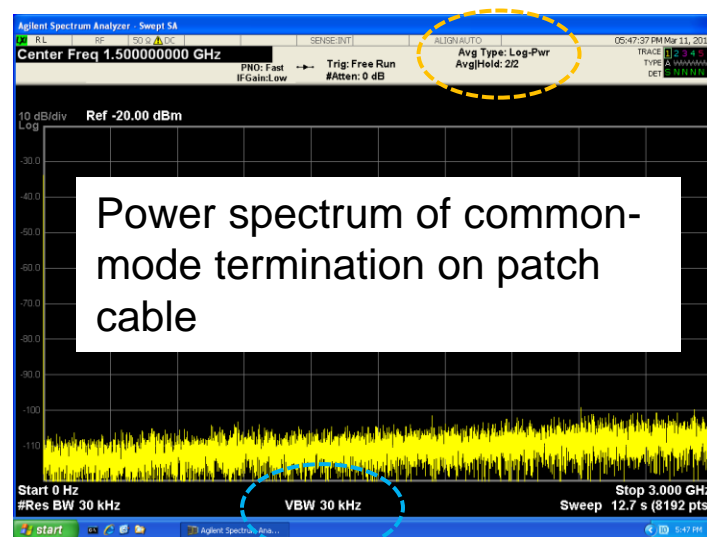 Agilent Spectrum Analyzer - Swept SA
RL RF 50 Ω DC SENSE:INT ALIGNAUTO 05:47:37 PM Mar 11, 201
Center Freq 1.500000000 GHz
PNO: Fast
IFGain:Low
Trig: Free Run
#Atten: 0 dB
Avg Type: Log-Pwr
Avg|Hold: 2/2
TRACE 1 2 3 4 5
TYPE A
DET S N N N N
10 dB/div Ref -20.00 dBm
Log
-30.0
-40.0
-50.0
-60.0
-70.0
-80.0
-90.0
-100
-110
Power spectrum of common-
mode termination on patch
cable
Start 0 Hz Stop 3.000 GHz
#Res BW 30 kHz VBW 30 kHz Sweep 12.7 s (8192 pts
start Agilent Spectrum Ana... 5:47 PM